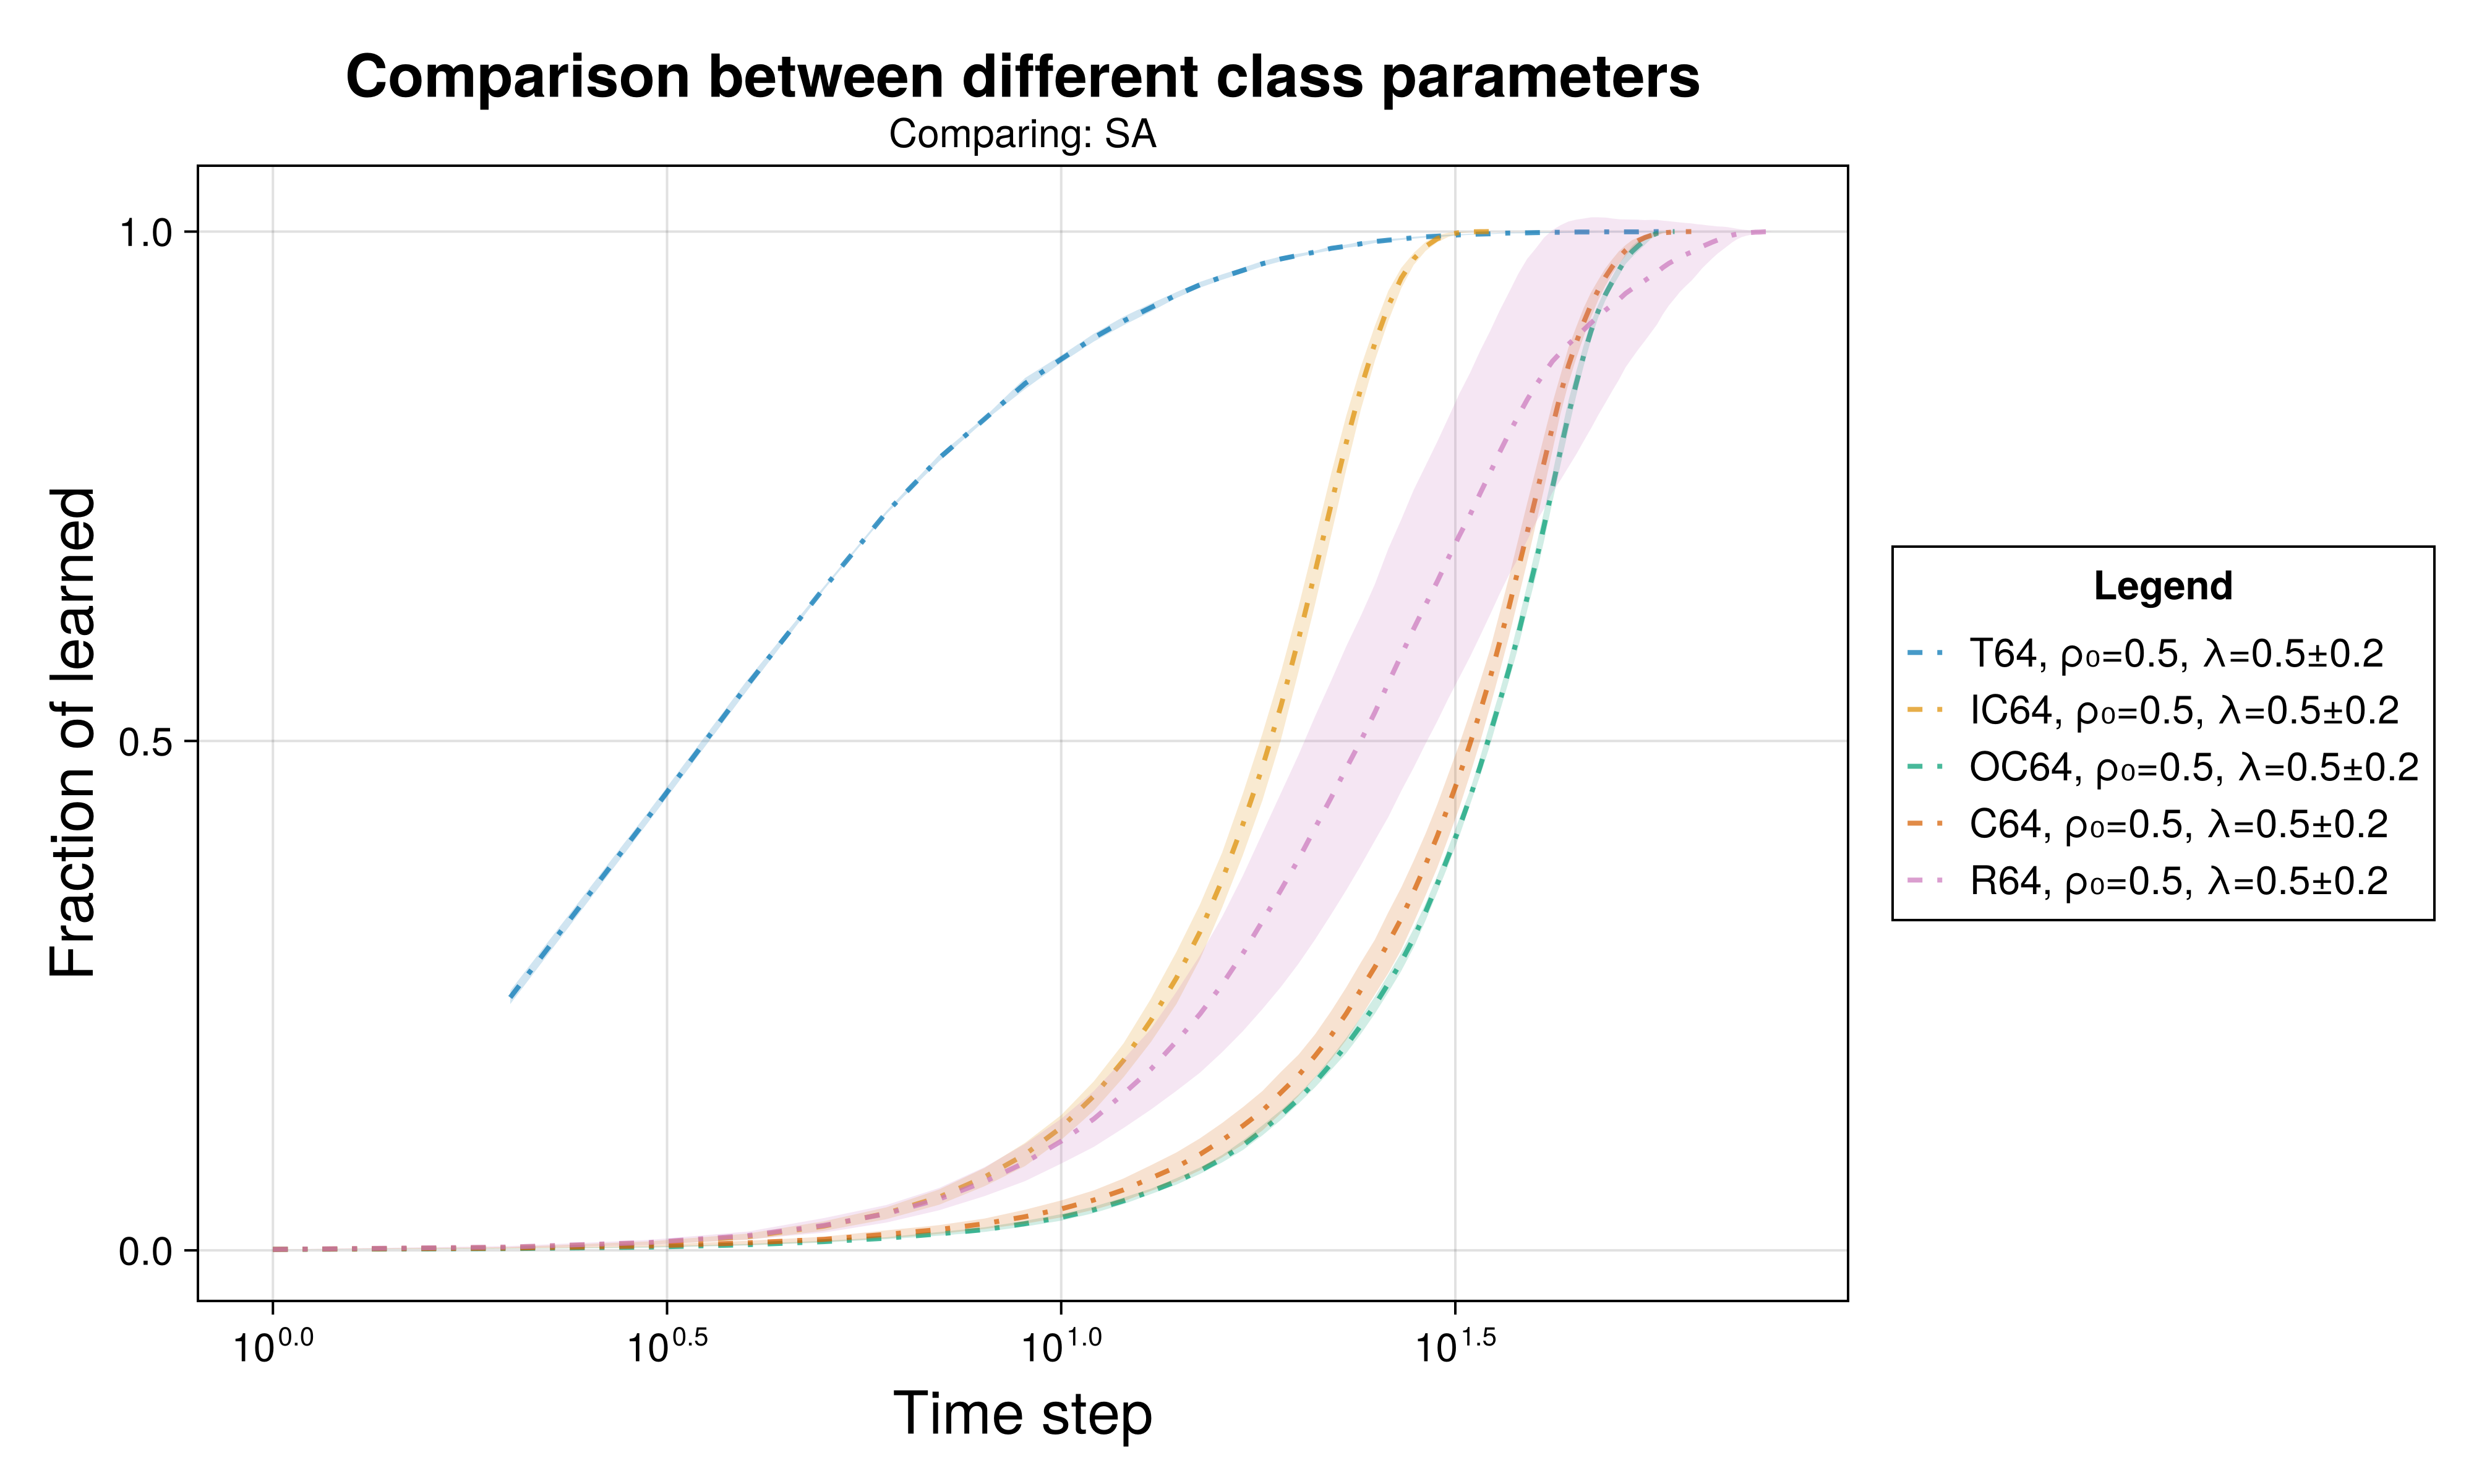 Comparison between different class parameters
Comparing: SA
Fraction of learned
1.0
0.5
0.0
10^0.0
10^0.5
10^1.0
10^1.5
Time step
Legend
T64, ρ₀=0.5, λ=0.5±0.2
IC64, ρ₀=0.5, λ=0.5±0.2
OC64, ρ₀=0.5, λ=0.5±0.2
C64, ρ₀=0.5, λ=0.5±0.2
R64, ρ₀=0.5, λ=0.5±0.2